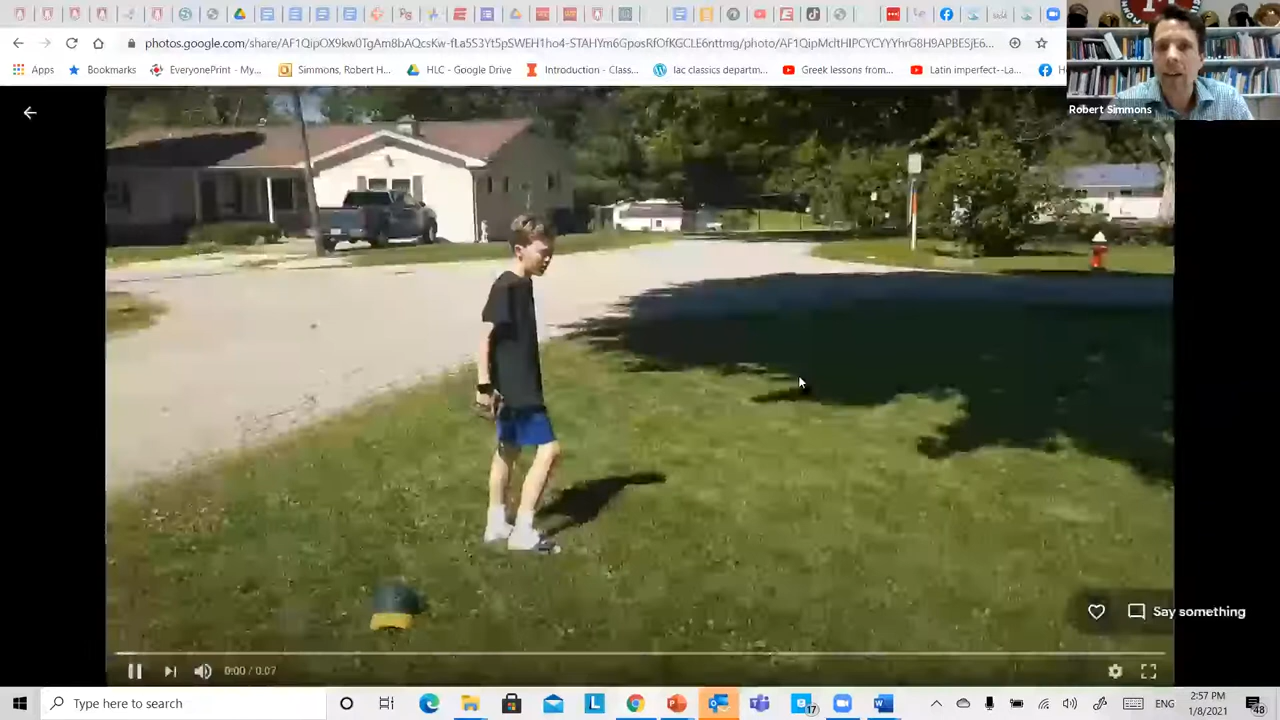 photos.google.com/share/AF1QipOX9kw0TgAm8bAQcsKw-fLa5S3Yt5pSWEH1ho4-STAHYm6GposRfOfKGCLE6nttmg/photo/AF1QipMcltHIPCYCYYYhrG8H9APBESjE6...
Apps
Bookmarks
EveryonePrint - My...
Simmons, Robert H...
HLC - Google Drive
Introduction - Class...
lac classics departm...
Greek lessons from...
Latin imperfect--La...
Robert Simmons
Say something
0:00 / 0:07
Type here to search
17
ENG
2:57 PM
1/8/2021
48